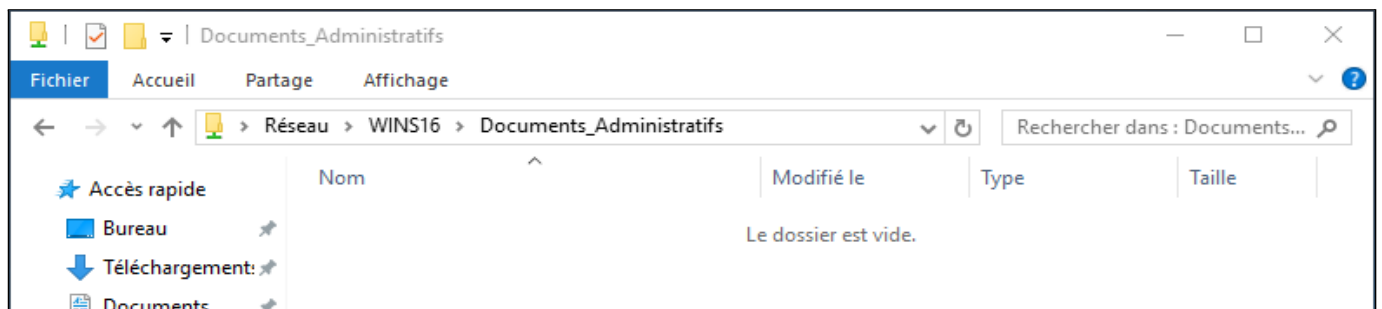 Documents_Administratifs
Fichier Accueil Partage Affichage
Réseau > WINS16 > Documents_Administratifs Rechercher dans : Documents...
Accès rapide
Nom Modifié le Type Taille
Bureau
Le dossier est vide.
Téléchargement:
Documents